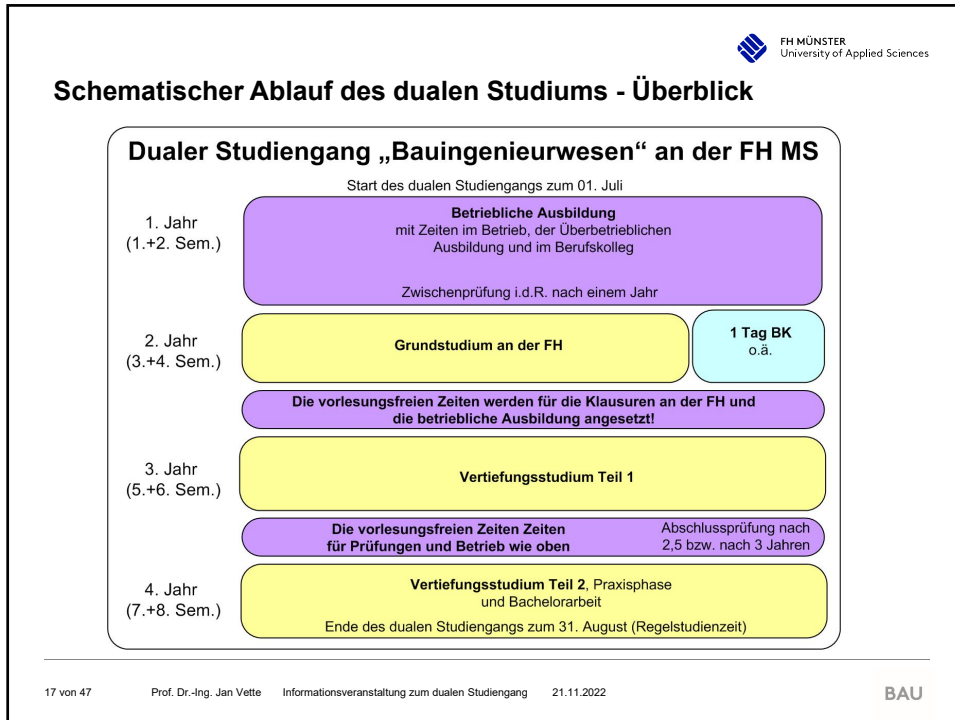 FH MÜNSTER
University of Applied Sciences
Schematischer Ablauf des dualen Studiums - Überblick
Dualer Studiengang „Bauingenieurwesen“ an der FH MS
Start des dualen Studiengangs zum 01. Juli
1. Jahr
(1.+2. Sem.)
Betriebliche Ausbildung
mit Zeiten im Betrieb, der Überbetrieblichen
Ausbildung und im Berufskolleg
Zwischenprüfung i.d.R. nach einem Jahr
2. Jahr
(3.+4. Sem.)
Grundstudium an der FH
1 Tag BK
o.ä.
Die vorlesungsfreien Zeiten werden für die Klausuren an der FH und
die betriebliche Ausbildung angesetzt!
3. Jahr
(5.+6. Sem.)
Vertiefungsstudium Teil 1
Die vorlesungsfreien Zeiten Zeiten
für Prüfungen und Betrieb wie oben
Abschlussprüfung nach
2,5 bzw. nach 3 Jahren
4. Jahr
(7.+8. Sem.)
Vertiefungsstudium Teil 2, Praxisphase
und Bachelorarbeit
Ende des dualen Studiengangs zum 31. August (Regelstudienzeit)
17 von 47 Prof. Dr.-Ing. Jan Vette Informationsveranstaltung zum dualen Studiengang 21.11.2022
BAU